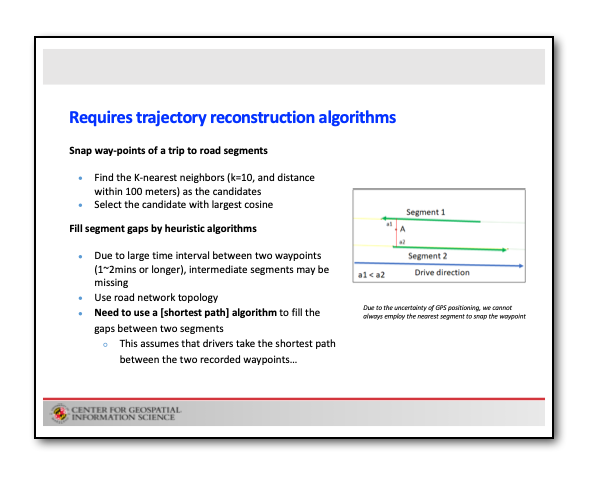 Requires trajectory reconstruction algorithms
Snap way-points of a trip to road segments
Find the K-nearest neighbors (k=10, and distance
within 100 meters) as the candidates
Select the candidate with largest cosine
Fill segment gaps by heuristic algorithms
Due to large time interval between two waypoints
(1~2mins or longer), intermediate segments may be
missing
Use road network topology
Need to use a [shortest path] algorithm to fill the
gaps between two segments
This assumes that drivers take the shortest path
between the two recorded waypoints…
Segment 1
a1
A
a2
Segment 2
a1 < a2
Drive direction
Due to the uncertainty of GPS positioning, we cannot
always employ the nearest segment to snap the waypoint
CENTER FOR GEOSPATIAL
INFORMATION SCIENCE